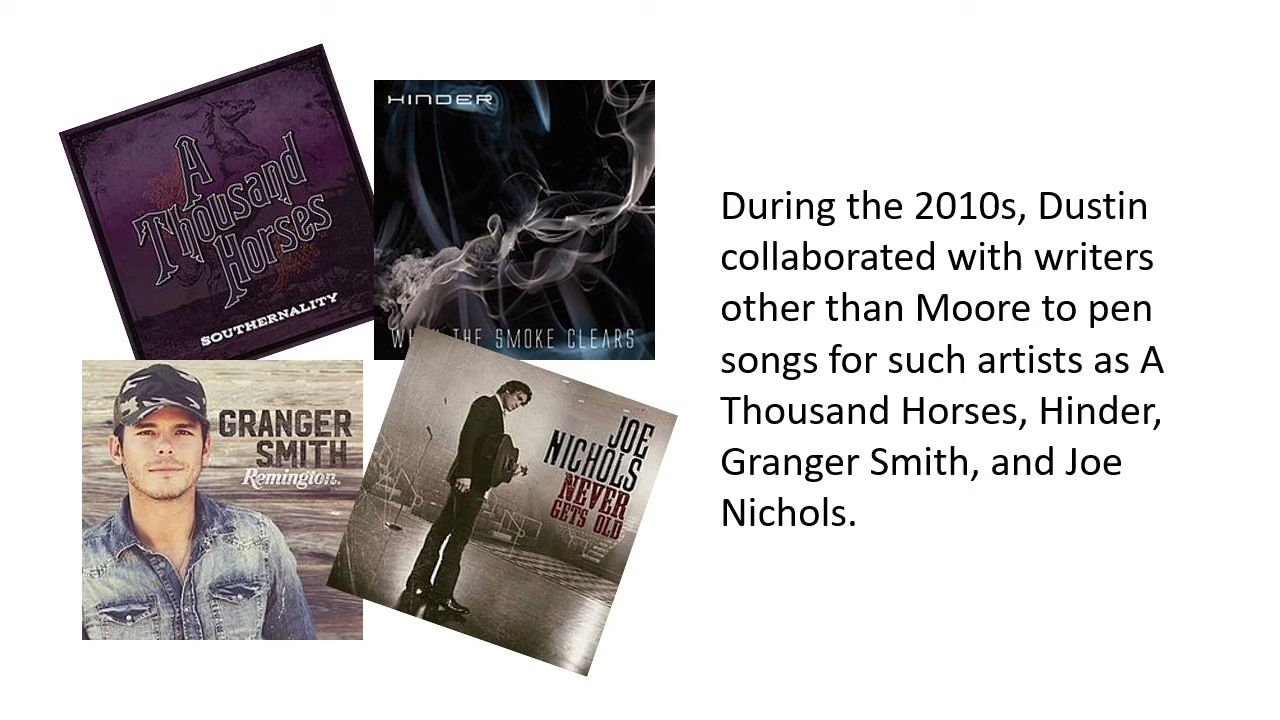 A
Thousand
Horses
SOUTHERNALITY
HINDER
THE SMOKE CLEARS
GRANGER
SMITH
Remington.
JOE
NICHOLS
NEVER
GETS OLD
During the 2010s, Dustin
collaborated with writers
other than Moore to pen
songs for such artists as A
Thousand Horses, Hinder,
Granger Smith, and Joe
Nichols.